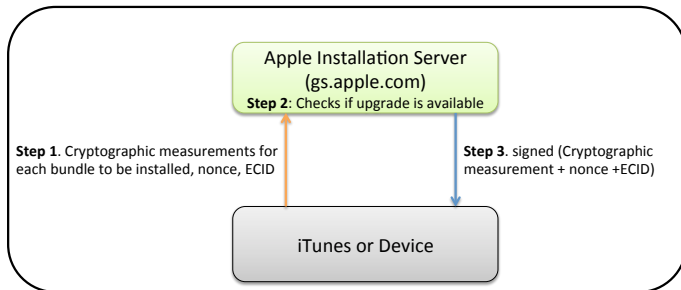 Apple Installation Server
(gs.apple.com)
Step 2: Checks if upgrade is available
Step 1. Cryptographic measurements for
each bundle to be installed, nonce, ECID
Step 3. signed (Cryptographic
measurement + nonce +ECID)
iTunes or Device